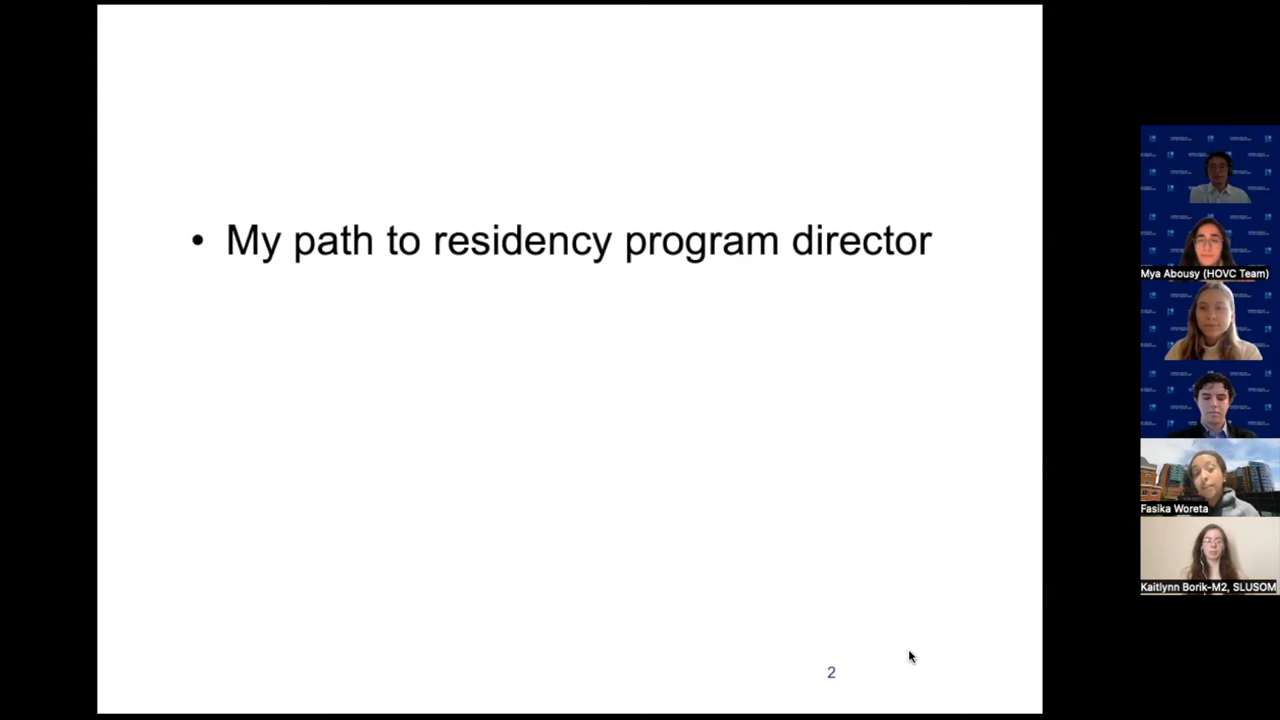 • My path to residency program director
2
Mya Abousy (HOVC Team)
Fasika Woreta
Kaitlynn Borik-M2, SLUSOM